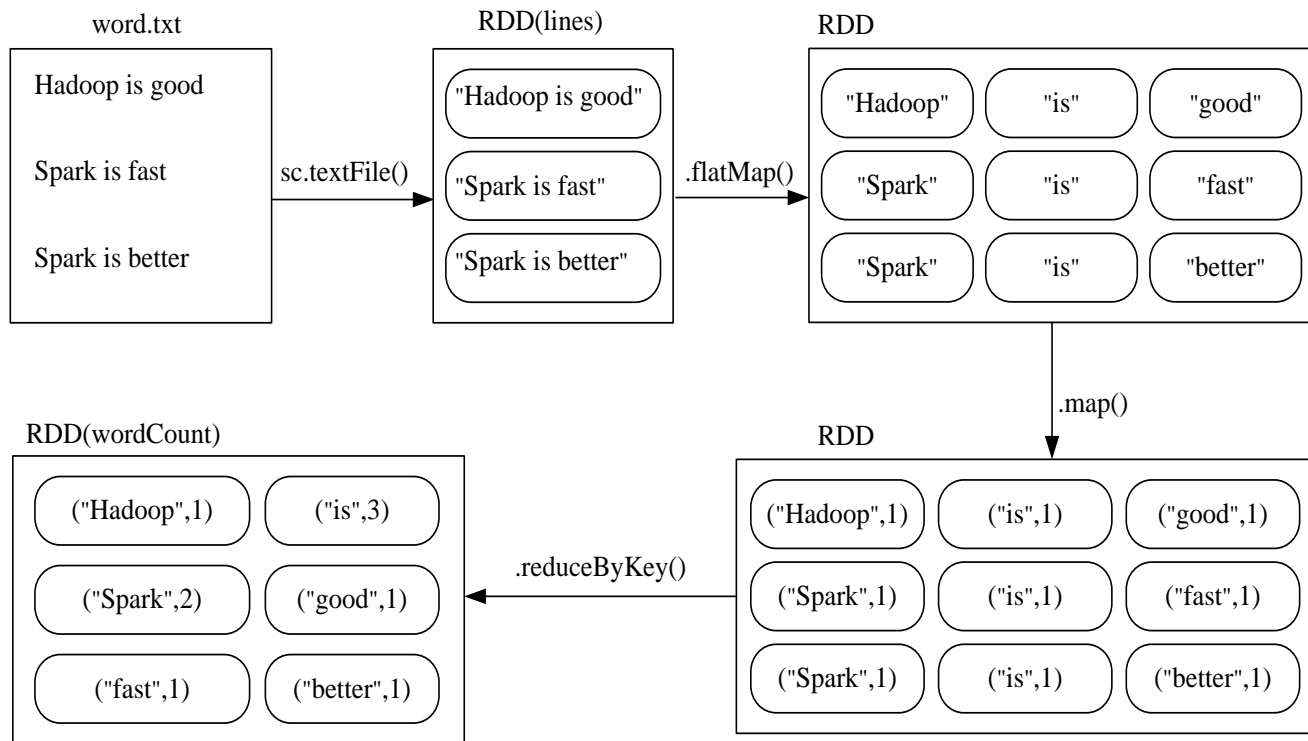 word.txt
Hadoop is good
Spark is fast
Spark is better
sc.textFile()
RDD(lines)
"Hadoop is good"
"Spark is fast"
"Spark is better"
.flatMap()
RDD
"Hadoop" "is" "good"
"Spark" "is" "fast"
"Spark" "is" "better"
.map()
RDD
("Hadoop",1) ("is",1) ("good",1)
("Spark",1) ("is",1) ("fast",1)
("Spark",1) ("is",1) ("better",1)
.reduceByKey()
RDD(wordCount)
("Hadoop",1) ("is",3)
("Spark",2) ("good",1)
("fast",1) ("better",1)